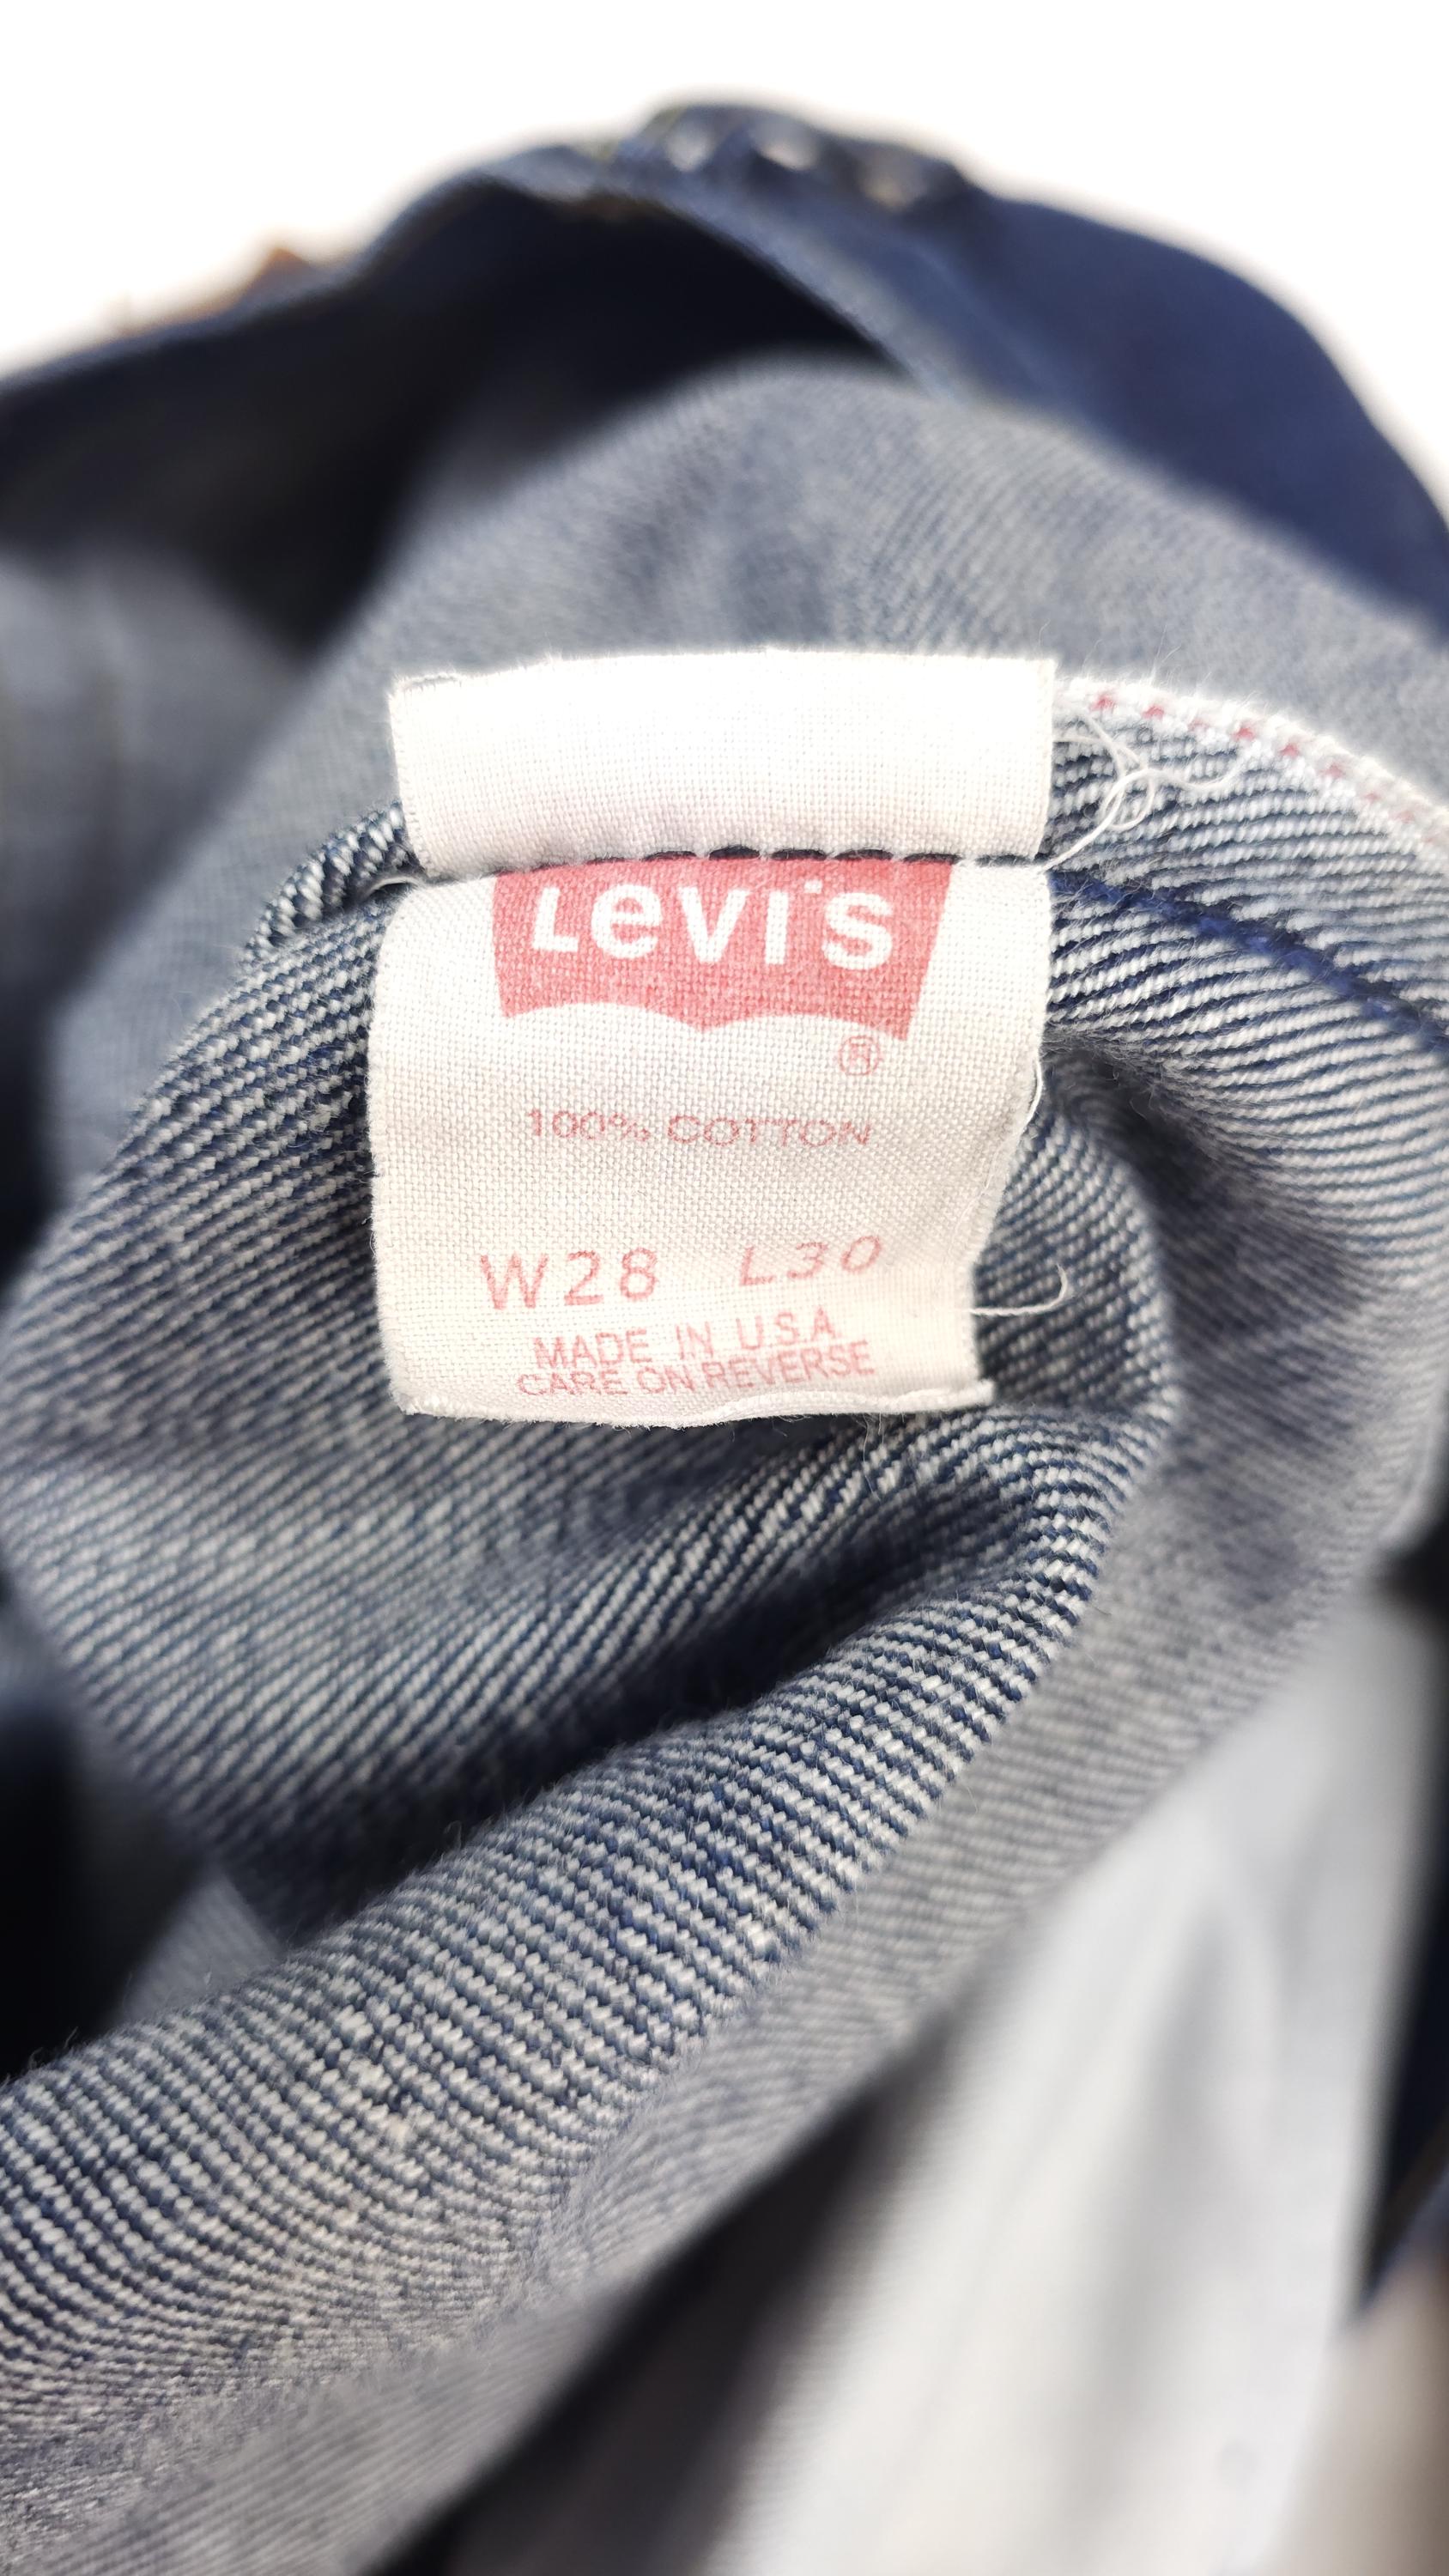 Levi's
®
100% COTTON
W28 L30
MADE IN U.S.A
CARE ON REVERSE